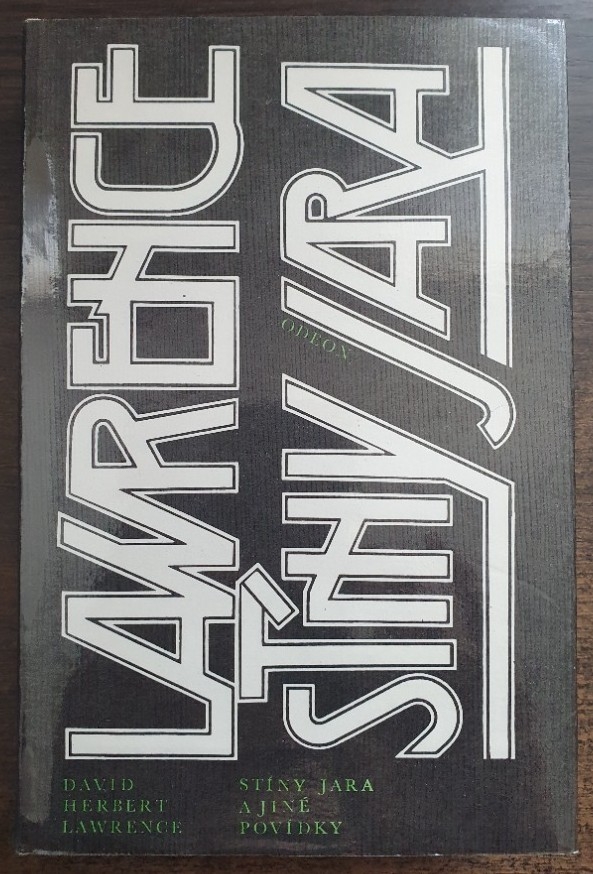 LAWRENCE
STÍNY JARA
ODEON
DAVID
HERBERT
LAWRENCE
STÍNY JARA
A JINÉ
POVÍDKY